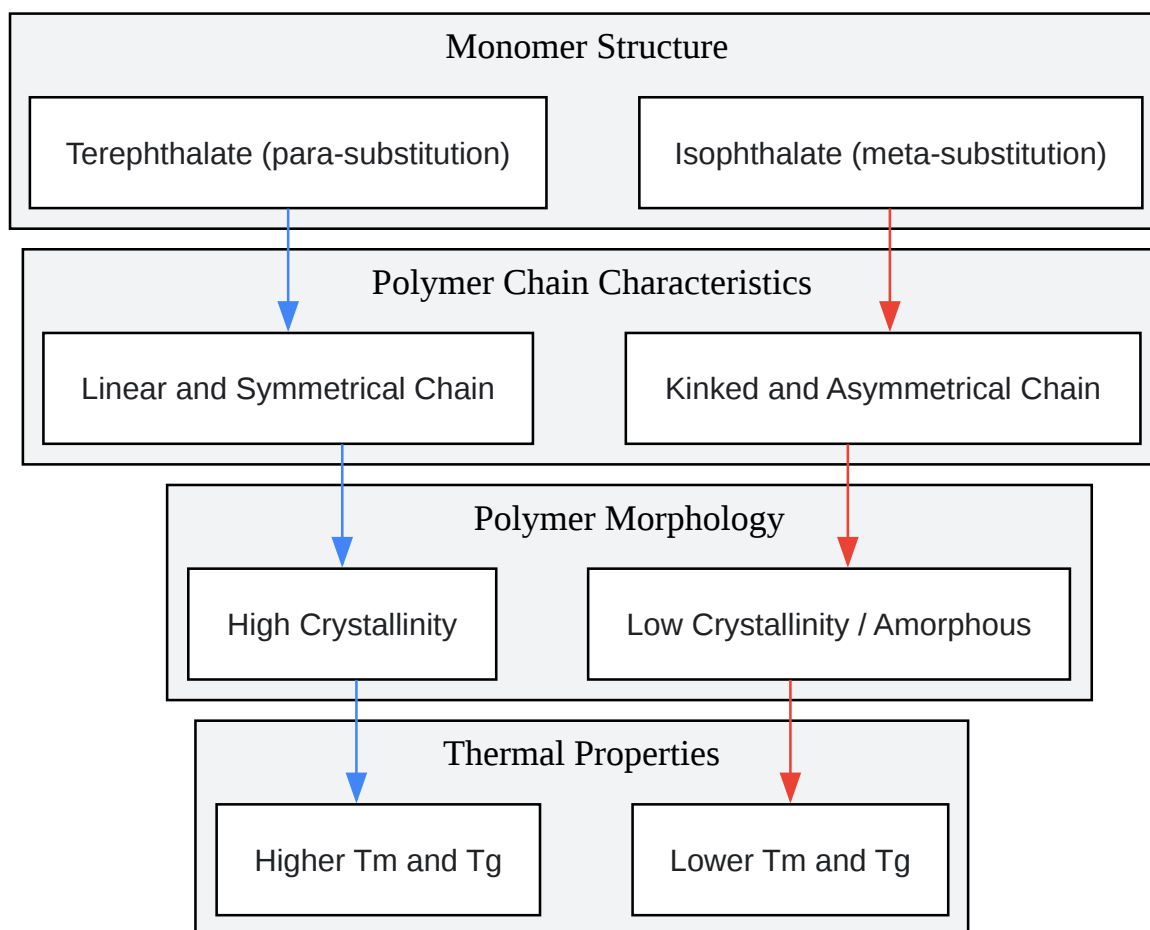 Monomer Structure
Terephthalate (para-substitution)
Isophthalate (meta-substitution)
Polymer Chain Characteristics
Linear and Symmetrical Chain
Kinked and Asymmetrical Chain
Polymer Morphology
High Crystallinity
Low Crystallinity / Amorphous
Thermal Properties
Higher Tm and Tg
Lower Tm and Tg